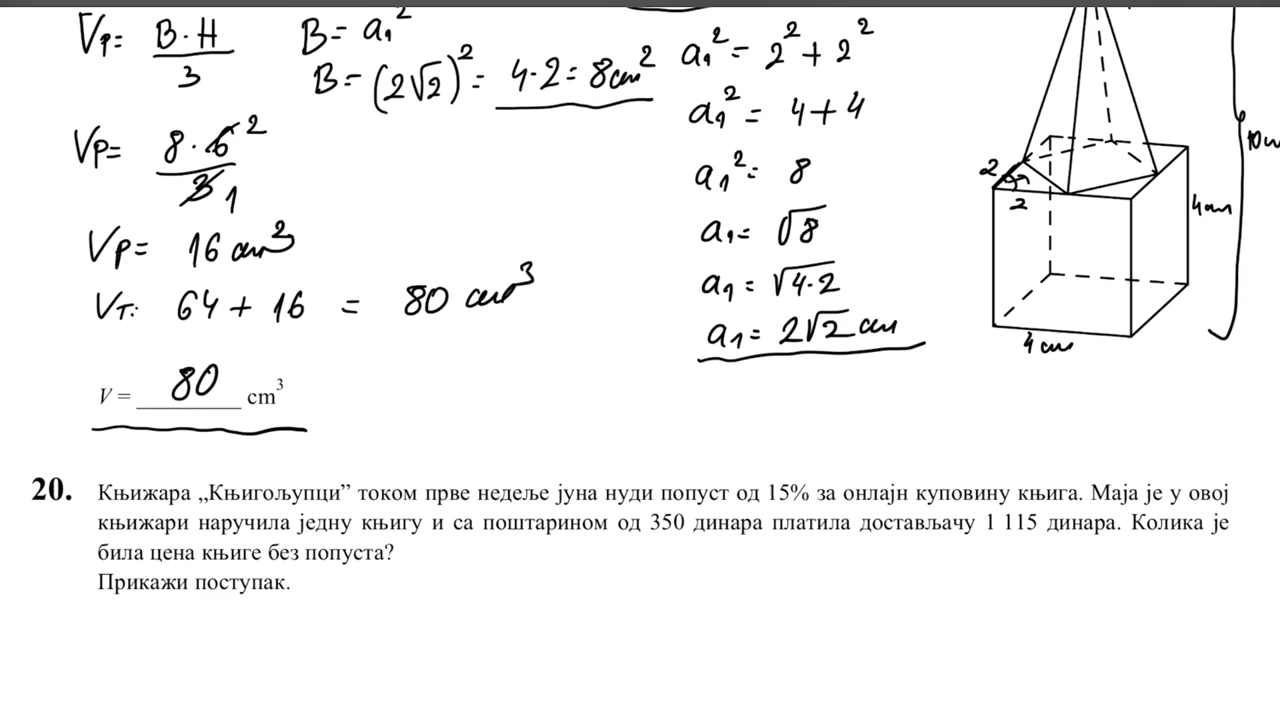 Vp = B · H / 3
B = a₁²
B = (2√2)² = 4·2 = 8cm²
Vp = 8 · 6 2 / 3 1
Vp = 16 cm³
VT: 64 + 16 = 80 cm³
V = 80 cm³
a₁² = 2² + 2²
a₁² = 4 + 4
a₁² = 8
a₁ = √8
a₁ = √4·2
a₁ = 2√2 cm
2
2
4cm
4 cm
20. Књижара „Књигољупци” током прве недеље јуна нуди попуст од 15% за онлајн куповину књига. Маја је у овој
књижари наручила једну књигу и са поштарином од 350 динара платила достављачу 1 115 динара. Колика је
била цена књиге без попуста?
Прикажи поступак.